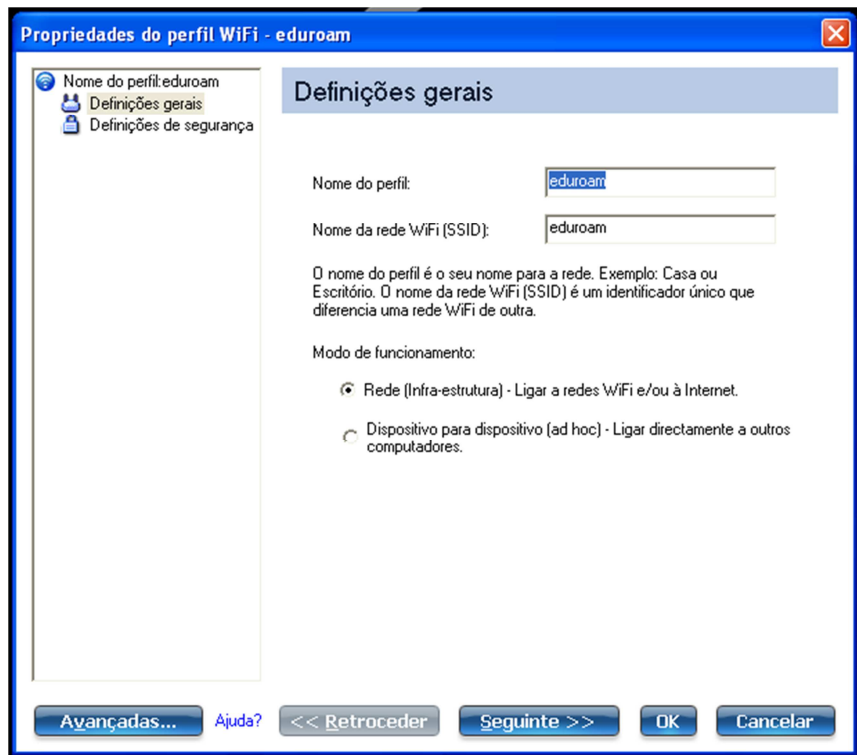 Propriedades do perfil WiFi - eduroam
Nome do perfil:eduroam
Definições gerais
Definições de segurança
Definições gerais
Nome do perfil:
eduroam
Nome da rede WiFi (SSID):
eduroam
O nome do perfil é o seu nome para a rede. Exemplo: Casa ou
Escritório. O nome da rede WiFi (SSID) é um identificador único que
diferencia uma rede WiFi de outra.
Modo de funcionamento:
Rede (Infra-estrutura) - Ligar a redes WiFi e/ou à Internet.
Dispositivo para dispositivo (ad hoc) - Ligar directamente a outros
computadores.
Avançadas...
Ajuda?
<< Retroceder
Seguinte >>
OK
Cancelar